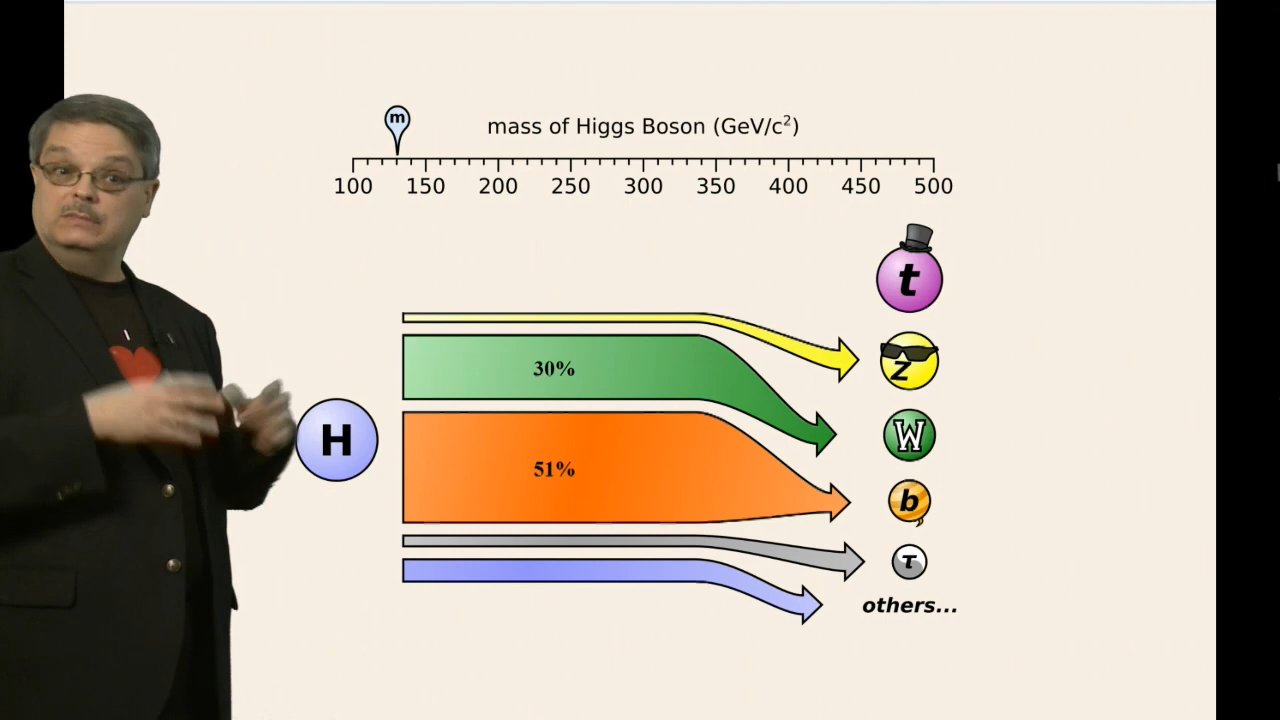 m
mass of Higgs Boson (GeV/c²)
100 150 200 250 300 350 400 450 500
t
Z
30%
W
H
51%
b
τ
others...